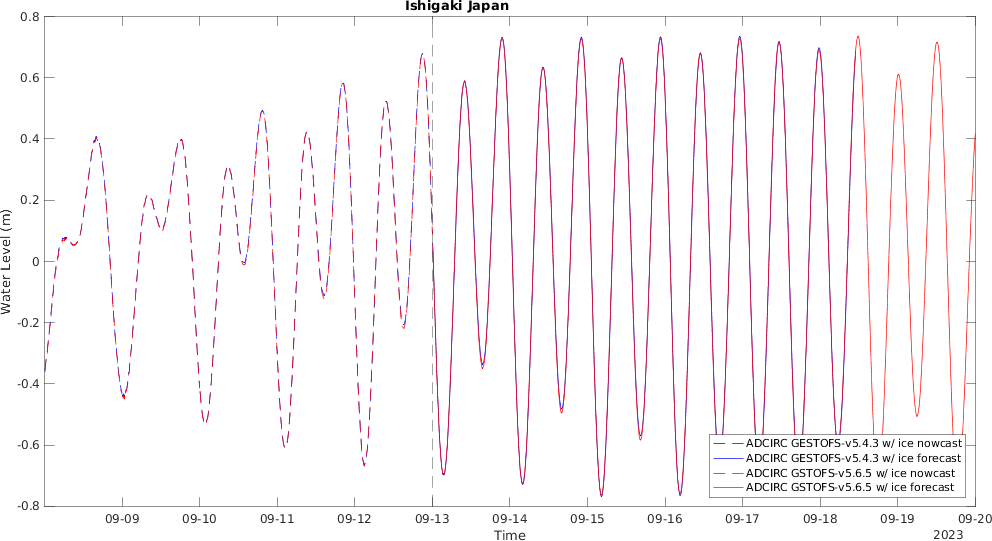 Ishigaki Japan
Water Level (m)
0.8
0.6
0.4
0.2
0
-0.2
-0.4
-0.6
-0.8
ADCIRC GESTOFS-v5.4.3 w/ ice nowcast
ADCIRC GESTOFS-v5.4.3 w/ ice forecast
ADCIRC GSTOFS-v5.6.5 w/ ice nowcast
ADCIRC GSTOFS-v5.6.5 w/ ice forecast
09-09 09-10 09-11 09-12 09-13 09-14 09-15 09-16 09-17 09-18 09-19 09-20
Time
2023